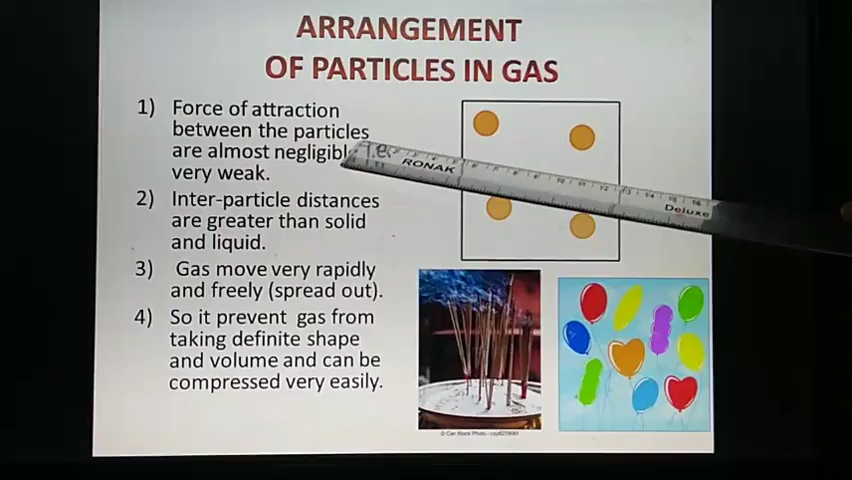 ARRANGEMENT
OF PARTICLES IN GAS
1) Force of attraction
between the particles
are almost negligibl
very weak.
2) Inter-particle distances
are greater than solid
and liquid.
3) Gas move very rapidly
and freely (spread out).
4) So it prevent gas from
taking definite shape
and volume and can be
compressed very easily.
RONAK
Deluxe